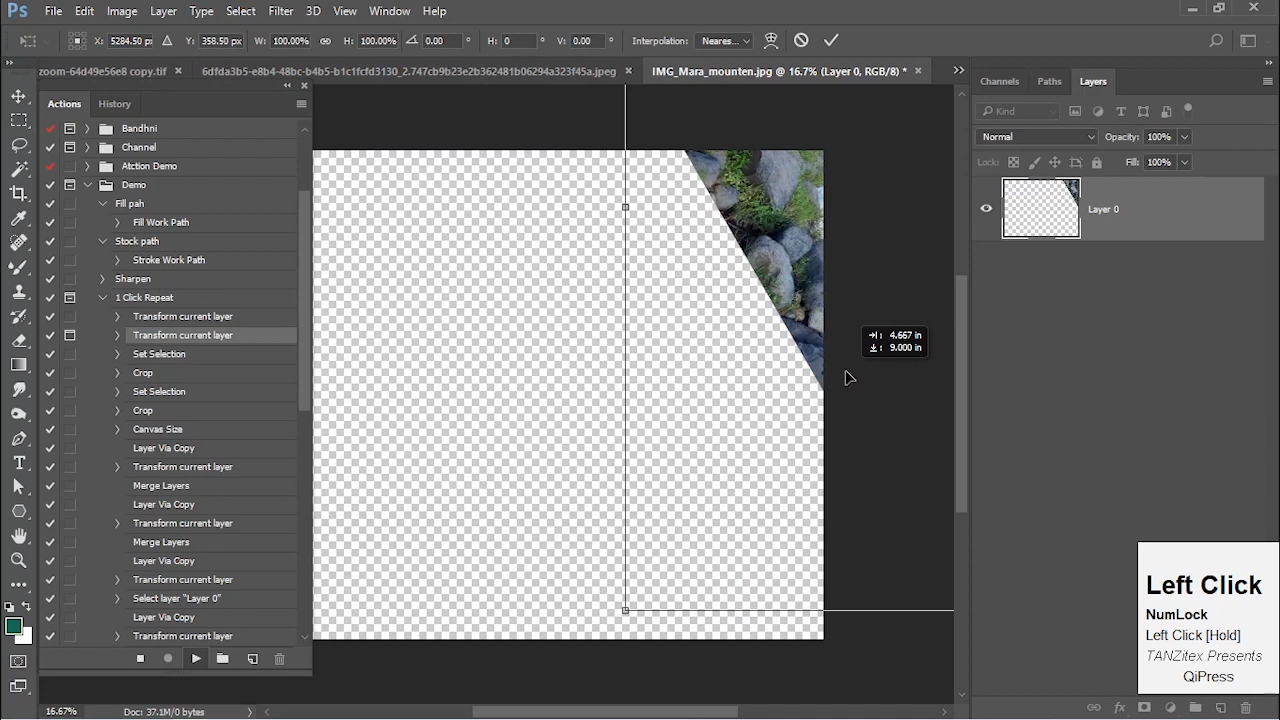 Ps File Edit Image Layer Type Select Filter 3D View Window Help
X: 5284.50 px Y: 358.50 px W: 100.00% H: 100.00% 0.00 ° H: 0 ° V: 0.00 ° Interpolation: Neares...
zoom-64d49e56e8 copy.tif × 6dfda3b5-e8b4-48bc-b4b5-b1c1fcfd3130_2.747cb9b23e2b362481b06294a323f45a.jpeg × IMG_Mara_mounten.jpg @ 16.7% (Layer 0, RGB/8) * ×
Actions History
Bandhni
Channel
Atction Demo
Demo
Fill pah
Fill Work Path
Stock path
Stroke Work Path
Sharpen
1 Click Repeat
Transform current layer
Transform current layer
Set Selection
Crop
Set Selection
Crop
Canvas Size
Layer Via Copy
Transform current layer
Merge Layers
Layer Via Copy
Transform current layer
Merge Layers
Layer Via Copy
Transform current layer
Select layer "Layer 0"
Layer Via Copy
Transform current layer
: 4.667 in
: 9.000 in
Channels Paths Layers
Kind
Normal Opacity: 100%
Lock: Fill: 100%
Layer 0
Left Click
NumLock
Left Click [Hold]
TANZitex Presents
QiPress
16.67% Doc: 37.1M/0 bytes